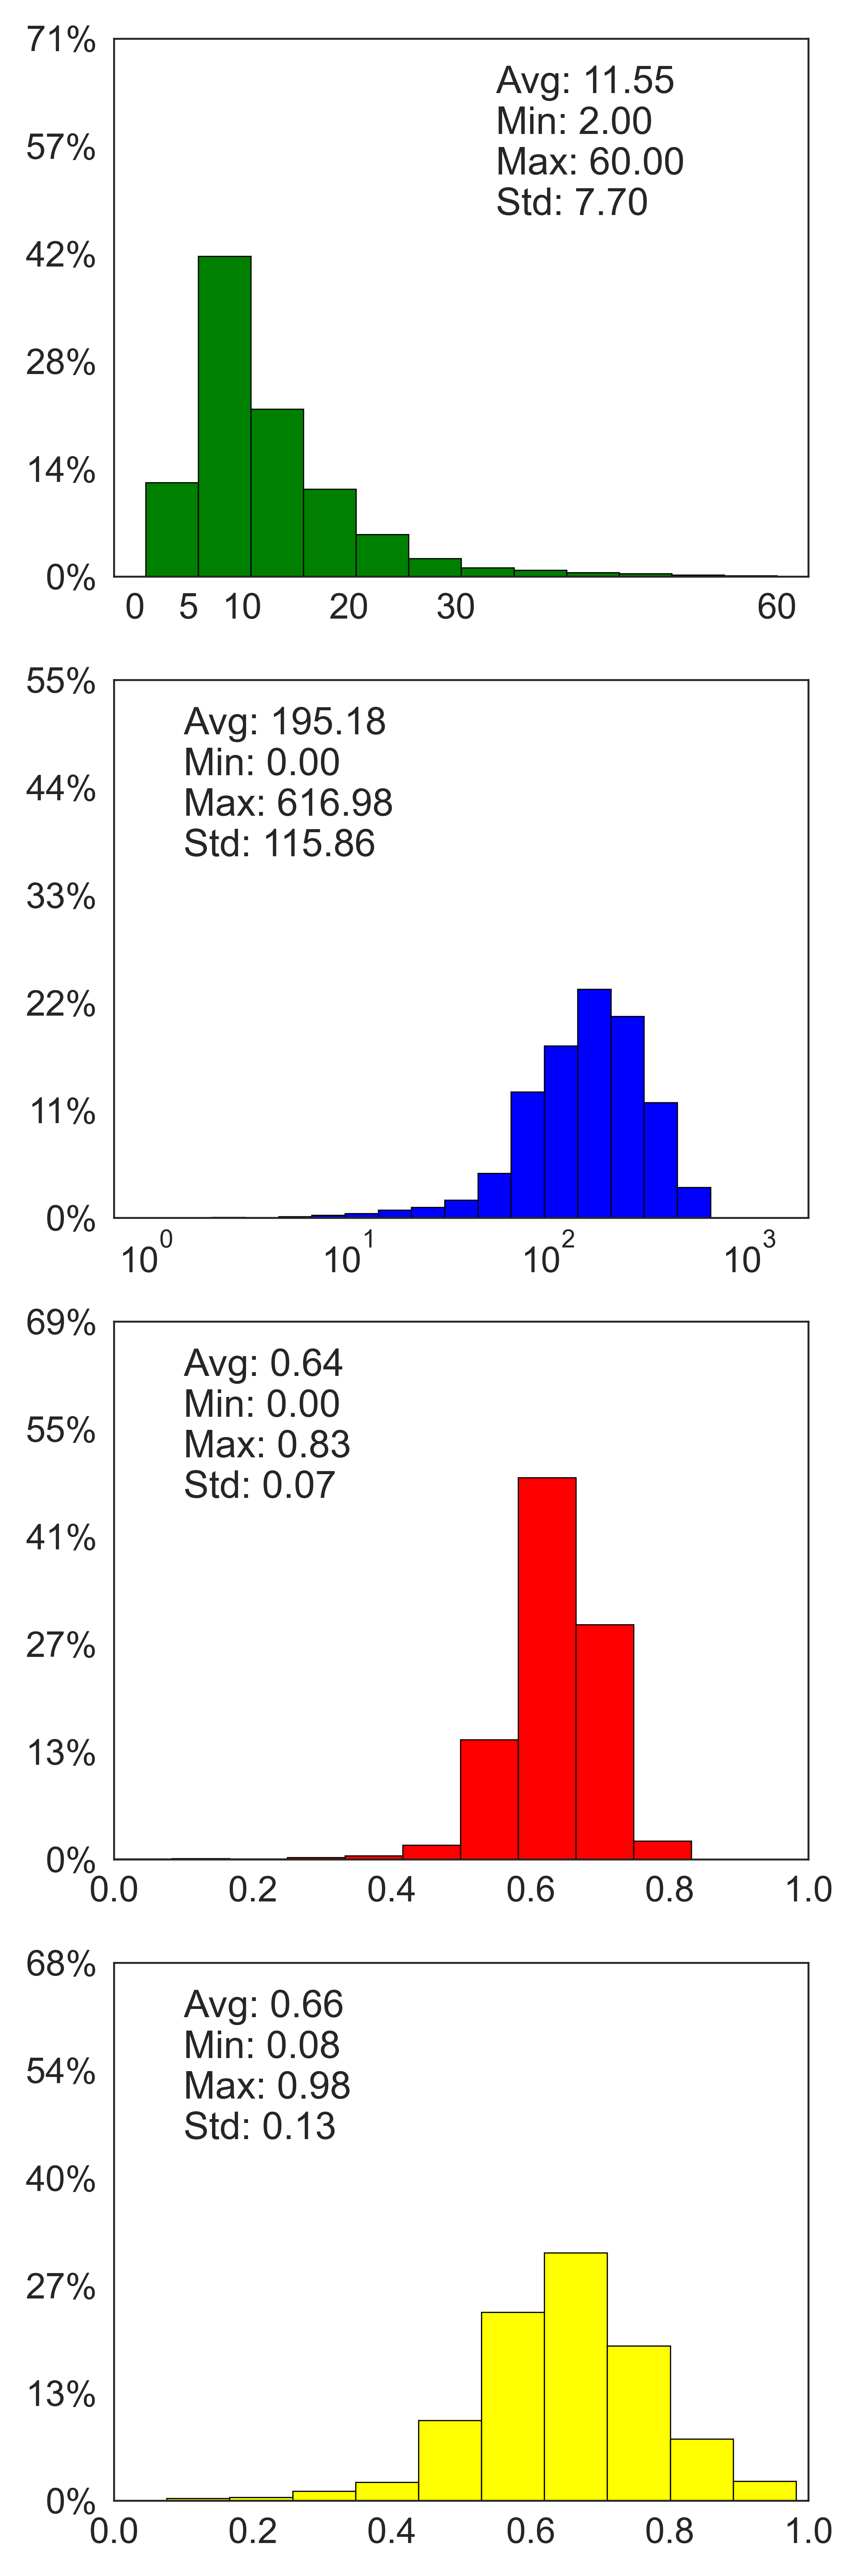 71%
Avg: 11.55
Min: 2.00
Max: 60.00
Std: 7.70
57%
42%
28%
14%
0%
0 5 10 20 30 60
55%
Avg: 195.18
Min: 0.00
Max: 616.98
Std: 115.86
44%
33%
22%
11%
0%
10^0 10^1 10^2 10^3
69%
Avg: 0.64
Min: 0.00
Max: 0.83
Std: 0.07
55%
41%
27%
13%
0%
0.0 0.2 0.4 0.6 0.8 1.0
68%
Avg: 0.66
Min: 0.08
Max: 0.98
Std: 0.13
54%
40%
27%
13%
0%
0.0 0.2 0.4 0.6 0.8 1.0